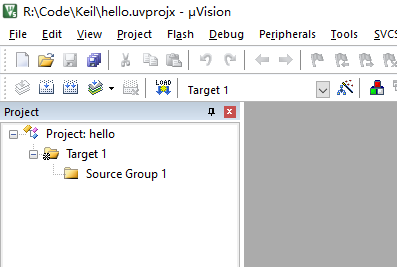 R:\Code\Keil\hello.uvprojx - µVision
File Edit View Project Flash Debug Peripherals Tools SVCS
LOAD Target 1
Project
Project: hello
Target 1
Source Group 1